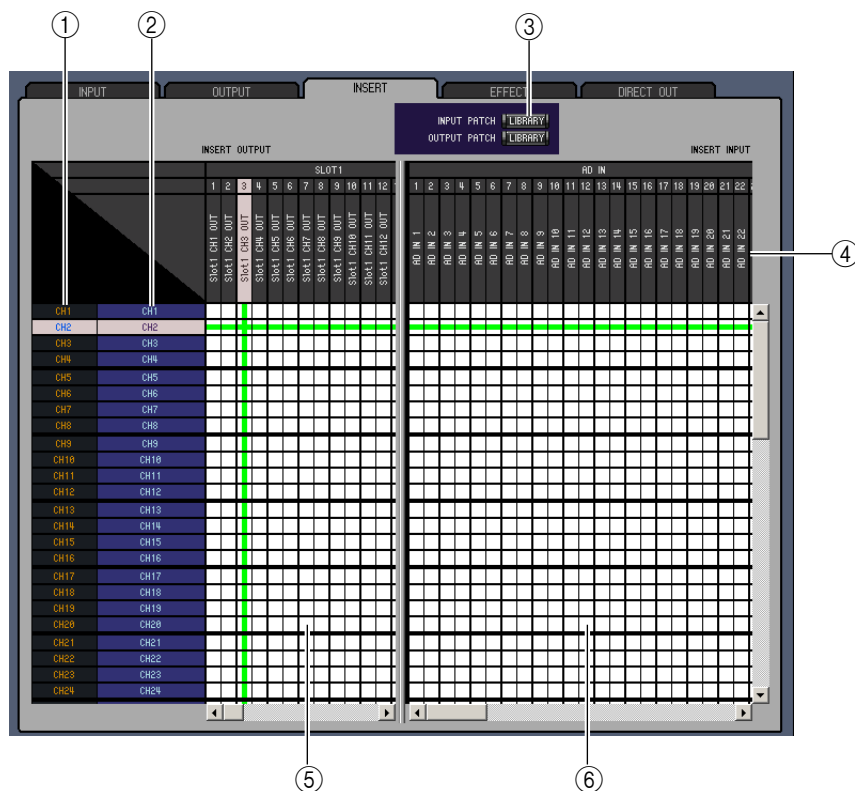 ① ② ③
INPUT OUTPUT INSERT EFFECT DIRECT OUT
INPUT PATCH LIBRARY
OUTPUT PATCH LIBRARY
INSERT OUTPUT INSERT INPUT
SLOT1 AD IN
1 2 3 4 5 6 7 8 9 10 11 12 1 2 3 4 5 6 7 8 9 10 11 12 13 14 15 16 17 18 19 20 21 22
Slot1 CH1 OUT
Slot1 CH2 OUT
Slot1 CH3 OUT
Slot1 CH4 OUT
Slot1 CH5 OUT
Slot1 CH6 OUT
Slot1 CH7 OUT
Slot1 CH8 OUT
Slot1 CH9 OUT
Slot1 CH10 OUT
Slot1 CH11 OUT
Slot1 CH12 OUT
AD IN 1
AD IN 2
AD IN 3
AD IN 4
AD IN 5
AD IN 6
AD IN 7
AD IN 8
AD IN 9
AD IN 10
AD IN 11
AD IN 12
AD IN 13
AD IN 14
AD IN 15
AD IN 16
AD IN 17
AD IN 18
AD IN 19
AD IN 20
AD IN 21
AD IN 22
④
CH1 CH1
CH2 CH2
CH3 CH3
CH4 CH4
CH5 CH5
CH6 CH6
CH7 CH7
CH8 CH8
CH9 CH9
CH10 CH10
CH11 CH11
CH12 CH12
CH13 CH13
CH14 CH14
CH15 CH15
CH16 CH16
CH17 CH17
CH18 CH18
CH19 CH19
CH20 CH20
CH21 CH21
CH22 CH22
CH23 CH23
CH24 CH24
⑤ ⑥